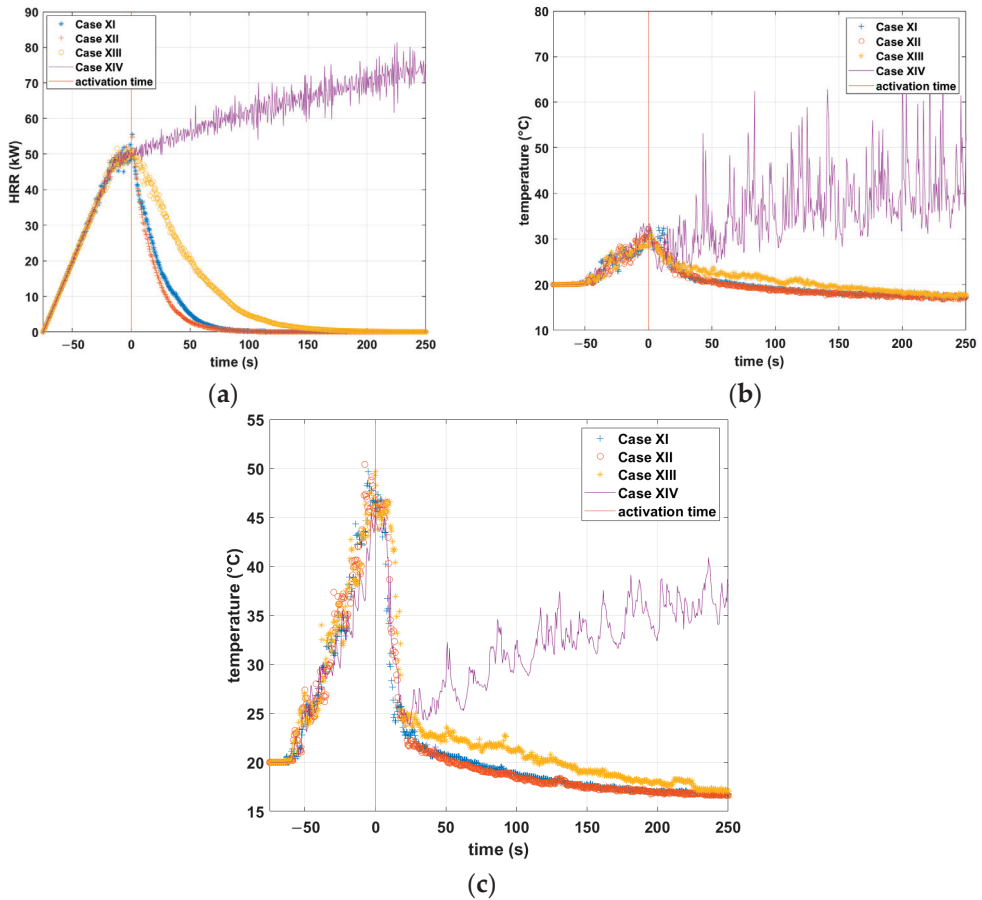 90
80
70
60
50
40
30
20
10
0
HRR (kW)
Case XI
Case XII
Case XIII
Case XIV
activation time
−50 0 50 100 150 200 250
time (s)
(a)
80
70
60
50
40
30
20
10
temperature (°C)
Case XI
Case XII
Case XIII
Case XIV
activation time
−50 0 50 100 150 200 250
time (s)
(b)
55
50
45
40
35
30
25
20
15
temperature (°C)
Case XI
Case XII
Case XIII
Case XIV
activation time
−50 0 50 100 150 200 250
time (s)
(c)